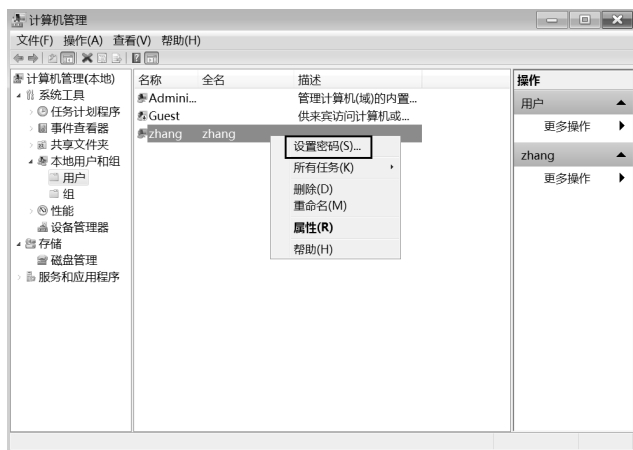 计算机管理
文件(F) 操作(A) 查看(V) 帮助(H)
计算机管理(本地)
系统工具
任务计划程序
事件查看器
共享文件夹
本地用户和组
用户
组
性能
设备管理器
存储
磁盘管理
服务和应用程序
名称 全名 描述
Admini... 管理计算机(域)的内置...
Guest 供来宾访问计算机或...
zhang zhang
设置密码(S)...
所有任务(K)
删除(D)
重命名(M)
属性(R)
帮助(H)
操作
用户
更多操作
zhang
更多操作